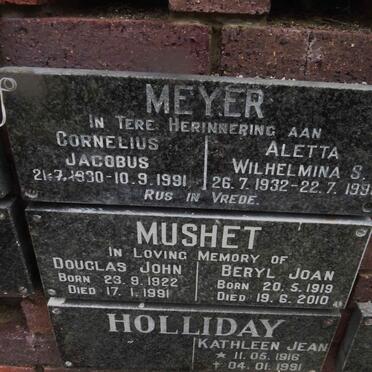 MEYER
IN TERE HERINNERING AAN
CORNELIUS JACOBUS
21.7.1930-10.9.1991
ALETTA WILHELMINA S.
26.7.1932-22.7.199
RUS IN VREDE.
MUSHET
IN LOVING MEMORY OF
DOUGLAS JOHN
BORN 23.9.1922
DIED 17.1.1991
BERYL JOAN
BORN 20.5.1919
DIED 19.6.2010
HOLLIDAY
KATHLEEN JEAN
* 11.05.1916
† 04.01.1991